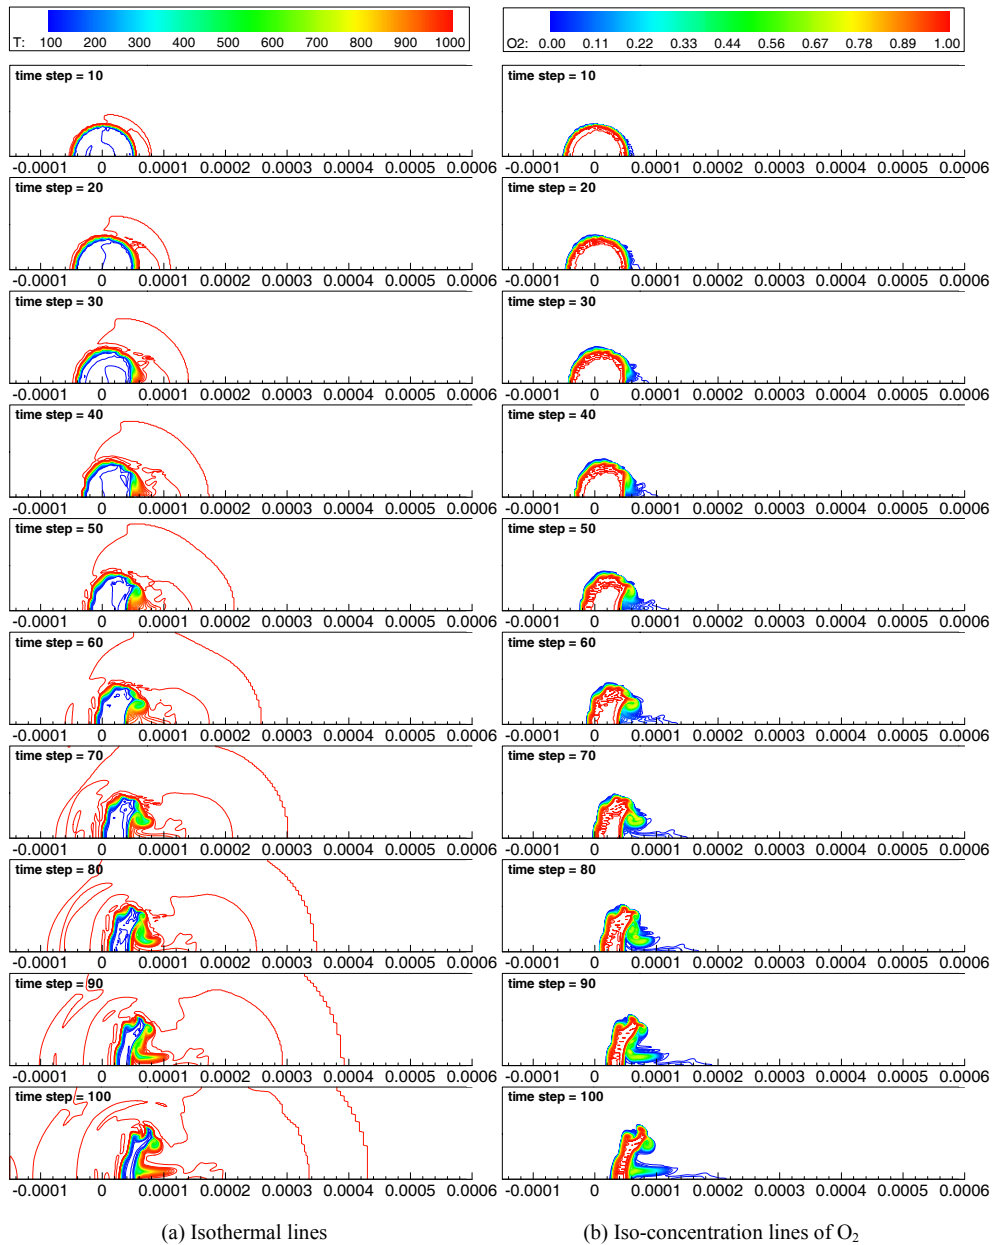 T: 100 200 300 400 500 600 700 800 900 1000
O2: 0.00 0.11 0.22 0.33 0.44 0.56 0.67 0.78 0.89 1.00
time step = 10
time step = 10
-0.0001 0 0.0001 0.0002 0.0003 0.0004 0.0005 0.0006
-0.0001 0 0.0001 0.0002 0.0003 0.0004 0.0005 0.0006
time step = 20
time step = 20
-0.0001 0 0.0001 0.0002 0.0003 0.0004 0.0005 0.0006
-0.0001 0 0.0001 0.0002 0.0003 0.0004 0.0005 0.0006
time step = 30
time step = 30
-0.0001 0 0.0001 0.0002 0.0003 0.0004 0.0005 0.0006
-0.0001 0 0.0001 0.0002 0.0003 0.0004 0.0005 0.0006
time step = 40
time step = 40
-0.0001 0 0.0001 0.0002 0.0003 0.0004 0.0005 0.0006
-0.0001 0 0.0001 0.0002 0.0003 0.0004 0.0005 0.0006
time step = 50
time step = 50
-0.0001 0 0.0001 0.0002 0.0003 0.0004 0.0005 0.0006
-0.0001 0 0.0001 0.0002 0.0003 0.0004 0.0005 0.0006
time step = 60
time step = 60
-0.0001 0 0.0001 0.0002 0.0003 0.0004 0.0005 0.0006
-0.0001 0 0.0001 0.0002 0.0003 0.0004 0.0005 0.0006
time step = 70
time step = 70
-0.0001 0 0.0001 0.0002 0.0003 0.0004 0.0005 0.0006
-0.0001 0 0.0001 0.0002 0.0003 0.0004 0.0005 0.0006
time step = 80
time step = 80
-0.0001 0 0.0001 0.0002 0.0003 0.0004 0.0005 0.0006
-0.0001 0 0.0001 0.0002 0.0003 0.0004 0.0005 0.0006
time step = 90
time step = 90
-0.0001 0 0.0001 0.0002 0.0003 0.0004 0.0005 0.0006
-0.0001 0 0.0001 0.0002 0.0003 0.0004 0.0005 0.0006
time step = 100
time step = 100
-0.0001 0 0.0001 0.0002 0.0003 0.0004 0.0005 0.0006
-0.0001 0 0.0001 0.0002 0.0003 0.0004 0.0005 0.0006
(a) Isothermal lines
(b) Iso-concentration lines of O₂